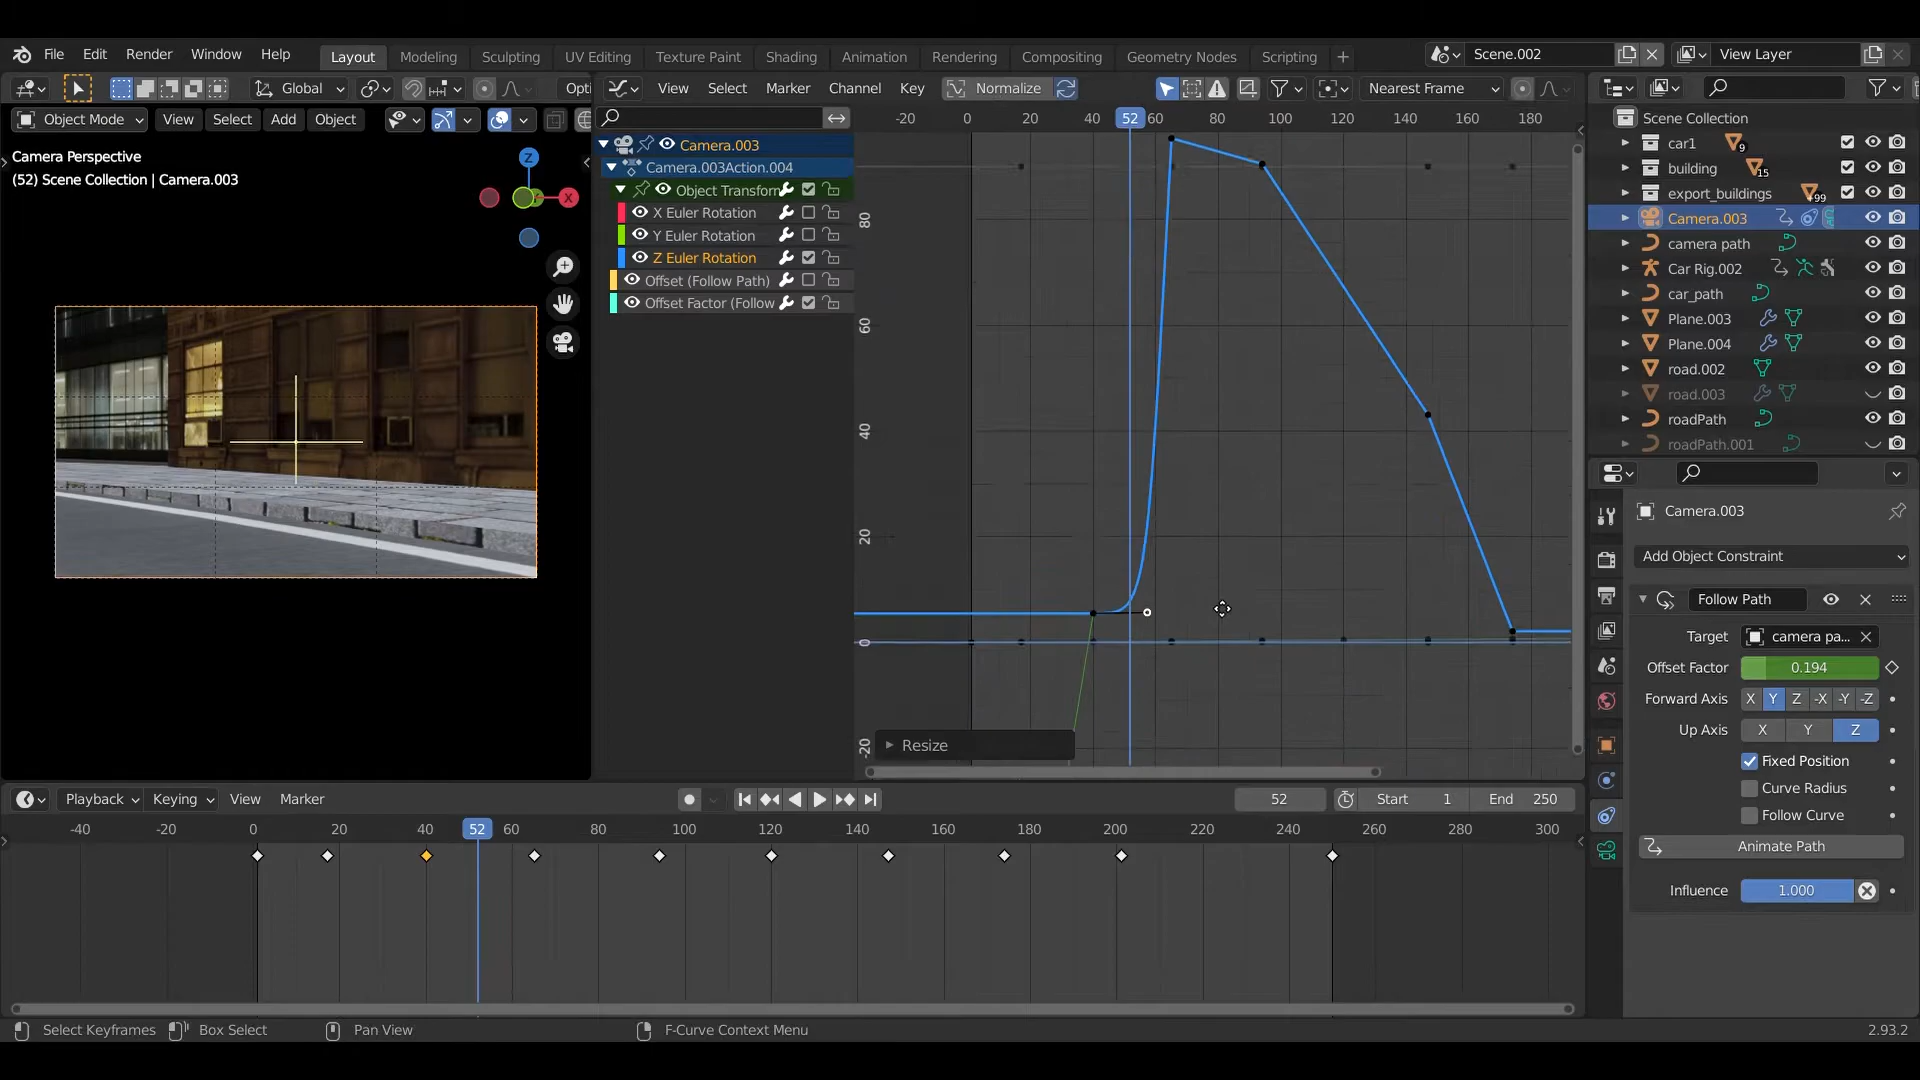 File Edit Render Window Help Layout Modeling Sculpting UV Editing Texture Paint Shading Animation Rendering Compositing Geometry Nodes Scripting + Scene.002 View Layer
Global Opti View Select Marker Channel Key Normalize Nearest Frame
Object Mode View Select Add Object
-20 0 20 40 52 60 80 100 120 140 160 180
Scene Collection
car1 9
building 15
export_buildings 99
Camera.003
camera path
Car Rig.002
car_path
Plane.003
Plane.004
road.002
road.003
roadPath
roadPath.001
Camera Perspective
(52) Scene Collection | Camera.003
Z
X
Camera.003
Camera.003Action.004
Object Transform
X Euler Rotation
Y Euler Rotation
Z Euler Rotation
Offset (Follow Path)
Offset Factor (Follow
80
60
40
20
0
-20
Resize
Camera.003
Add Object Constraint
Follow Path
Target camera pa...
Offset Factor 0.194
Forward Axis X Y Z -X -Y -Z
Up Axis X Y Z
Fixed Position
Curve Radius
Follow Curve
Animate Path
Influence 1.000
Playback Keying View Marker 52 Start 1 End 250
-40 -20 0 20 40 52 60 80 100 120 140 160 180 200 220 240 260 280 300
Select Keyframes Box Select Pan View F-Curve Context Menu 2.93.2